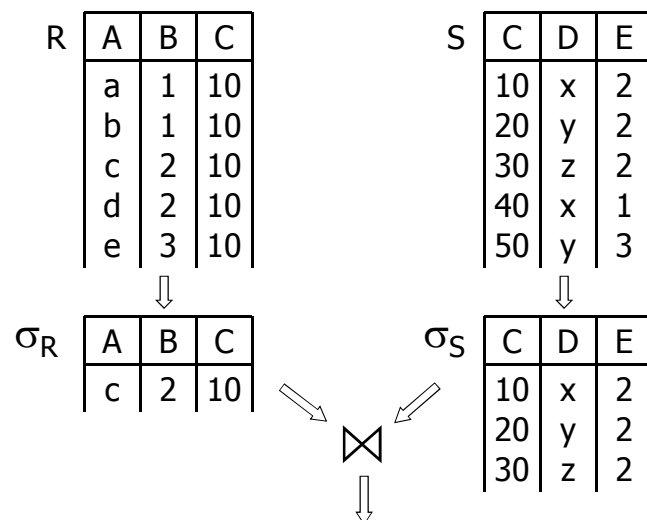 R A B C S C D E
a 1 10 10 x 2
b 1 10 20 y 2
c 2 10 30 z 2
d 2 10 40 x 1
e 3 10 50 y 3
σR A B C σS C D E
c 2 10 10 x 2
⋈ 20 y 2
30 z 2